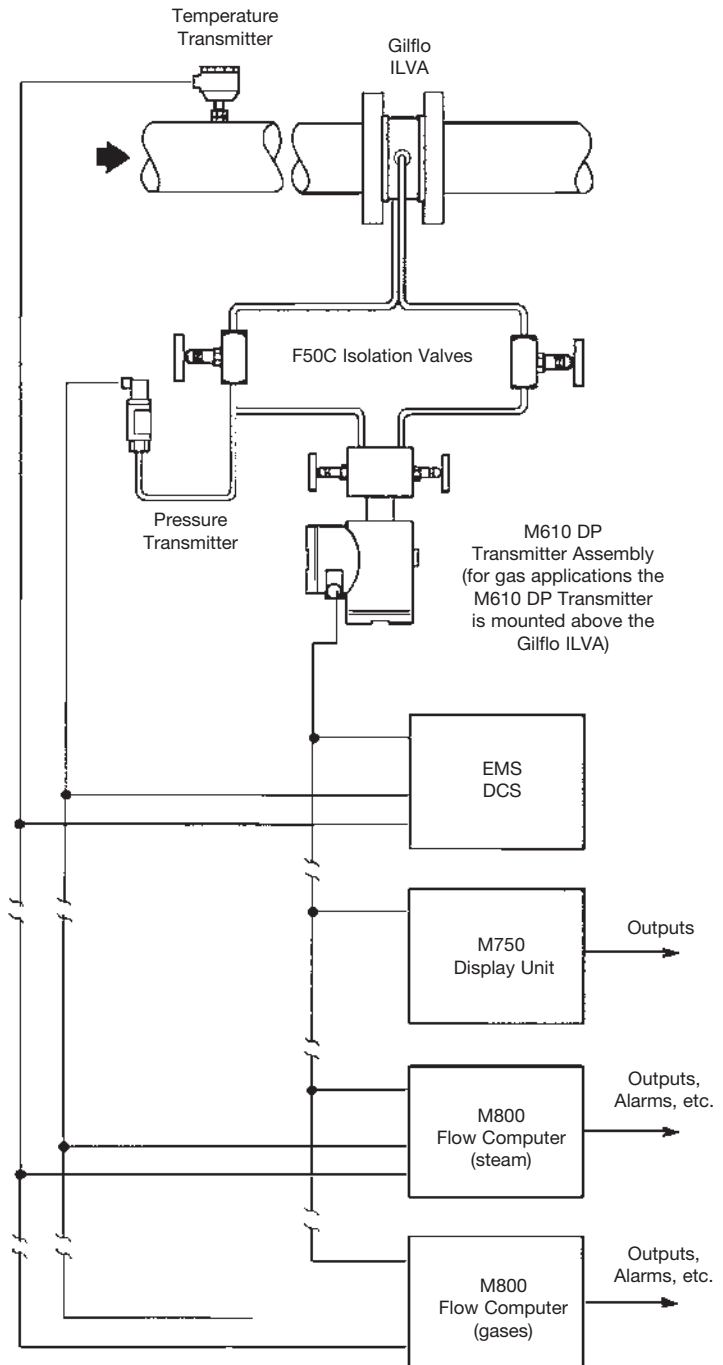 Temperature
Transmitter
Gilflo
ILVA
F50C Isolation Valves
Pressure
Transmitter
M610 DP
Transmitter Assembly
(for gas applications the
M610 DP Transmitter
is mounted above the
Gilflo ILVA)
EMS
DCS
M750
Display Unit
Outputs
M800
Flow Computer
(steam)
Outputs,
Alarms, etc.
M800
Flow Computer
(gases)
Outputs,
Alarms, etc.